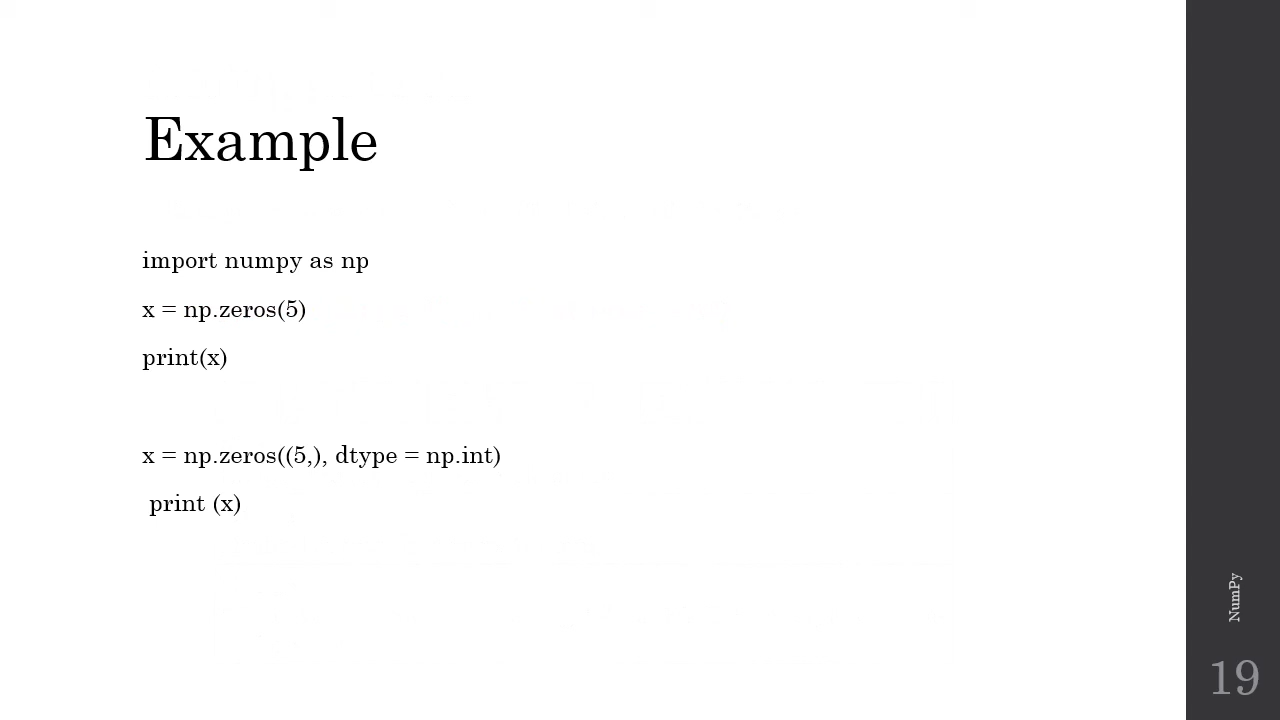 Example
import numpy as np
x = np.zeros(5)
print(x)
x = np.zeros((5,), dtype = np.int)
print (x)
NumPy
19